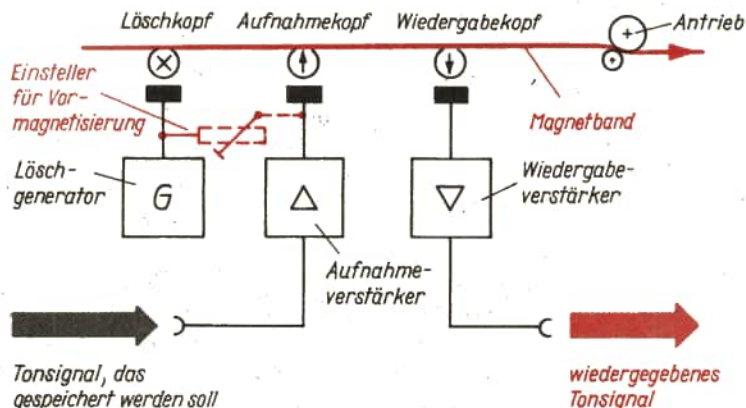 Löschkopf Aufnahmekopf Wiedergabekopf Antrieb
Einsteller
für Vor-
magnetisierung
Magnetband
Lösch-
generator
G
Wiedergabe-
verstärker
Aufnahme-
verstärker
Tonsignal, das
gespeichert werden soll
wiedergegebenes
Tonsignal